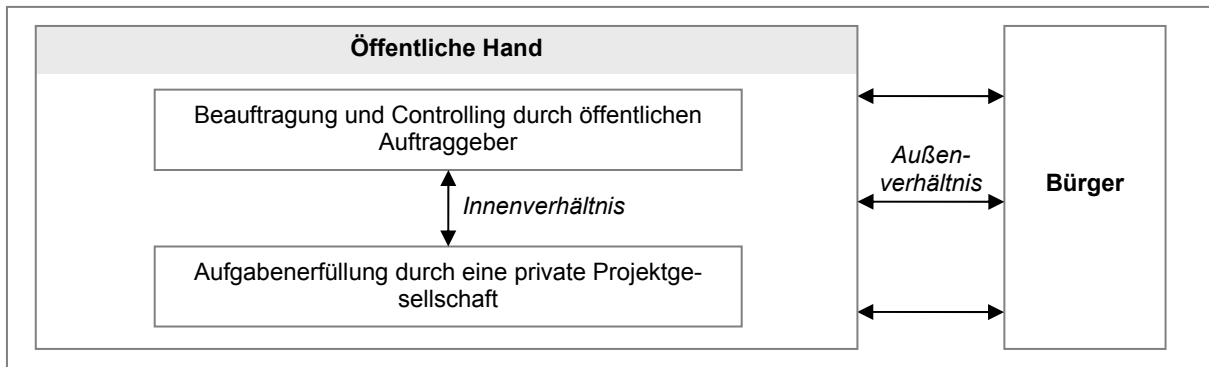 Öffentliche Hand
Beauftragung und Controlling durch öffentlichen
Auftraggeber
Innenverhältnis
Aufgabenerfüllung durch eine private Projektge-
sellschaft
Außen-
verhältnis
Bürger